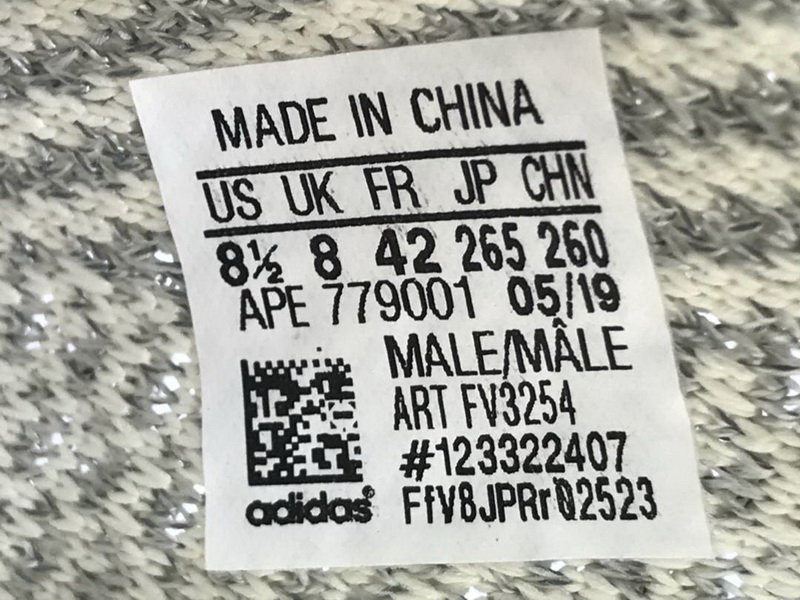 MADE IN CHINA
US UK FR JP CHN
8½ 8 42 265 260
APE 779001 05/19
MALE/MÂLE
ART FV3254
#123322407
adidas® FfV8JPRr02523